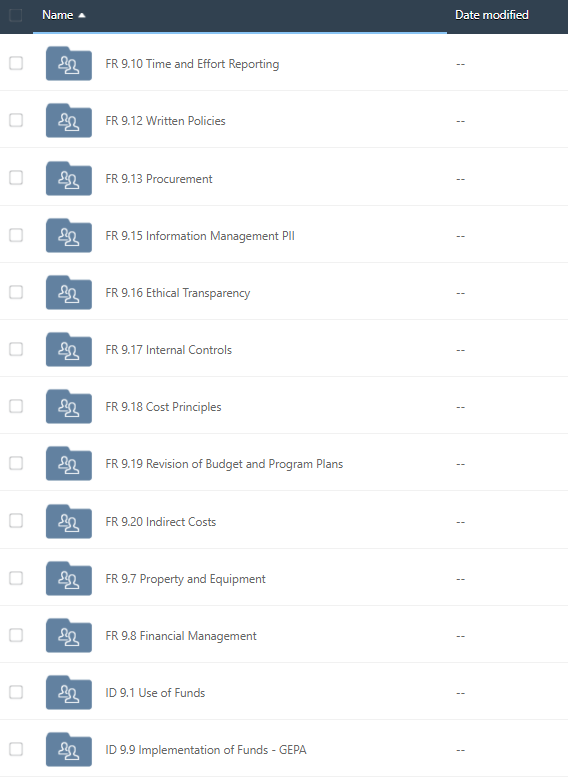 Name Date modified
FR 9.10 Time and Effort Reporting --
FR 9.12 Written Policies --
FR 9.13 Procurement --
FR 9.15 Information Management PII --
FR 9.16 Ethical Transparency --
FR 9.17 Internal Controls --
FR 9.18 Cost Principles --
FR 9.19 Revision of Budget and Program Plans --
FR 9.20 Indirect Costs --
FR 9.7 Property and Equipment --
FR 9.8 Financial Management --
ID 9.1 Use of Funds --
ID 9.9 Implementation of Funds - GEPA --